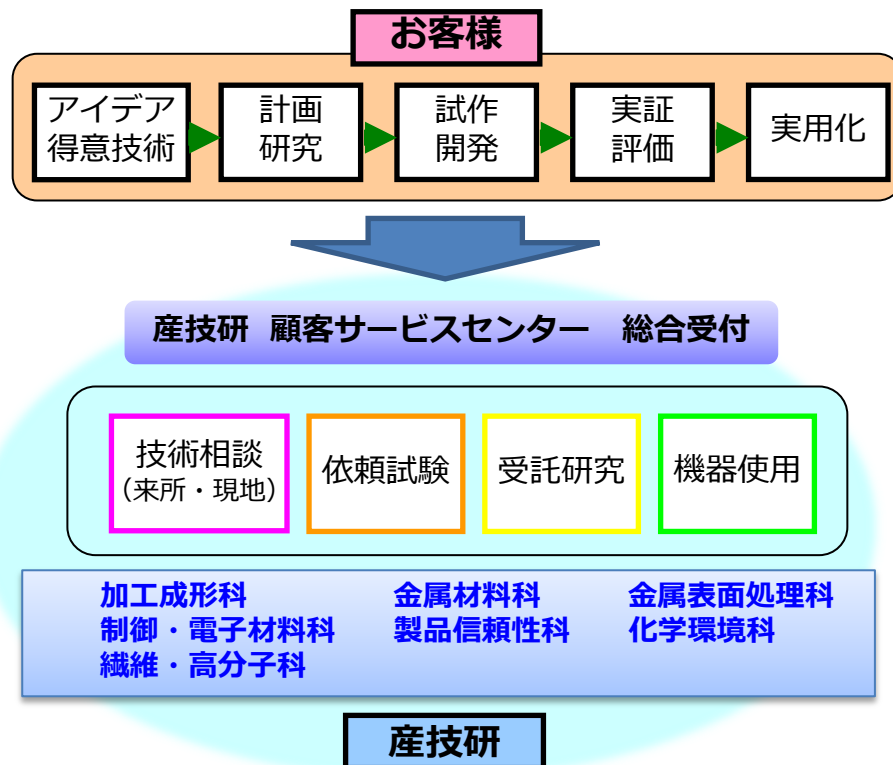 お客様
アイデア
得意技術
計画
研究
試作
開発
実証
評価
実用化
産技研 顧客サービスセンター　総合受付
技術相談
（来所・現地）
依頼試験
受託研究
機器使用
加工成形科　金属材料科　金属表面処理科
制御・電子材料科　製品信頼性科　化学環境科
繊維・高分子科
産技研